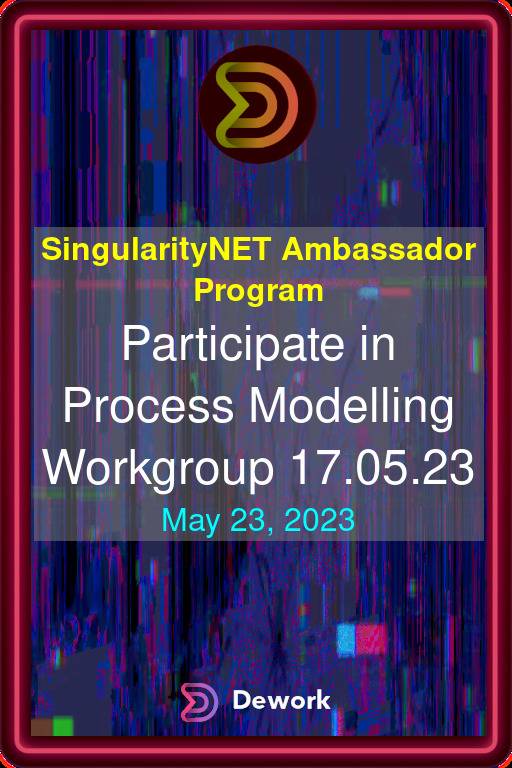 SingularityNET Ambassador
Program
Participate in
Process Modelling
Workgroup 17.05.23
May 23, 2023
Dework